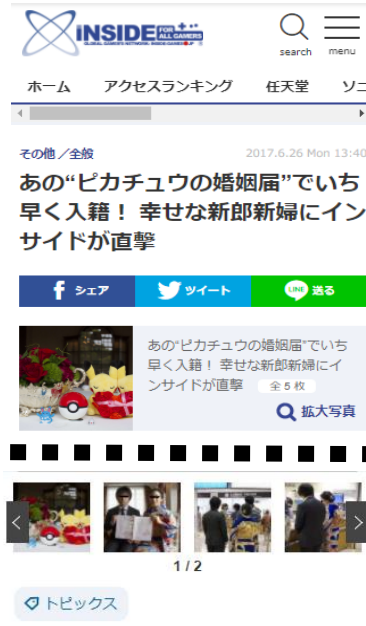 INSIDE FOR ALL GAMERS
GLOBAL GAMERS NETWORK. INSIDE-GAMES.JP
search
menu
ホーム アクセスランキング 任天堂 ソニ
その他／全般
2017.6.26 Mon 13:40
あの“ピカチュウの婚姻届”でいち
早く入籍！ 幸せな新郎新婦にイン
サイドが直撃
シェア
ツイート
LINE 送る
あの“ピカチュウの婚姻届”でいち
早く入籍！ 幸せな新郎新婦にイ
ンサイドが直撃 全 5 枚
拡大写真
1 / 2
トピックス